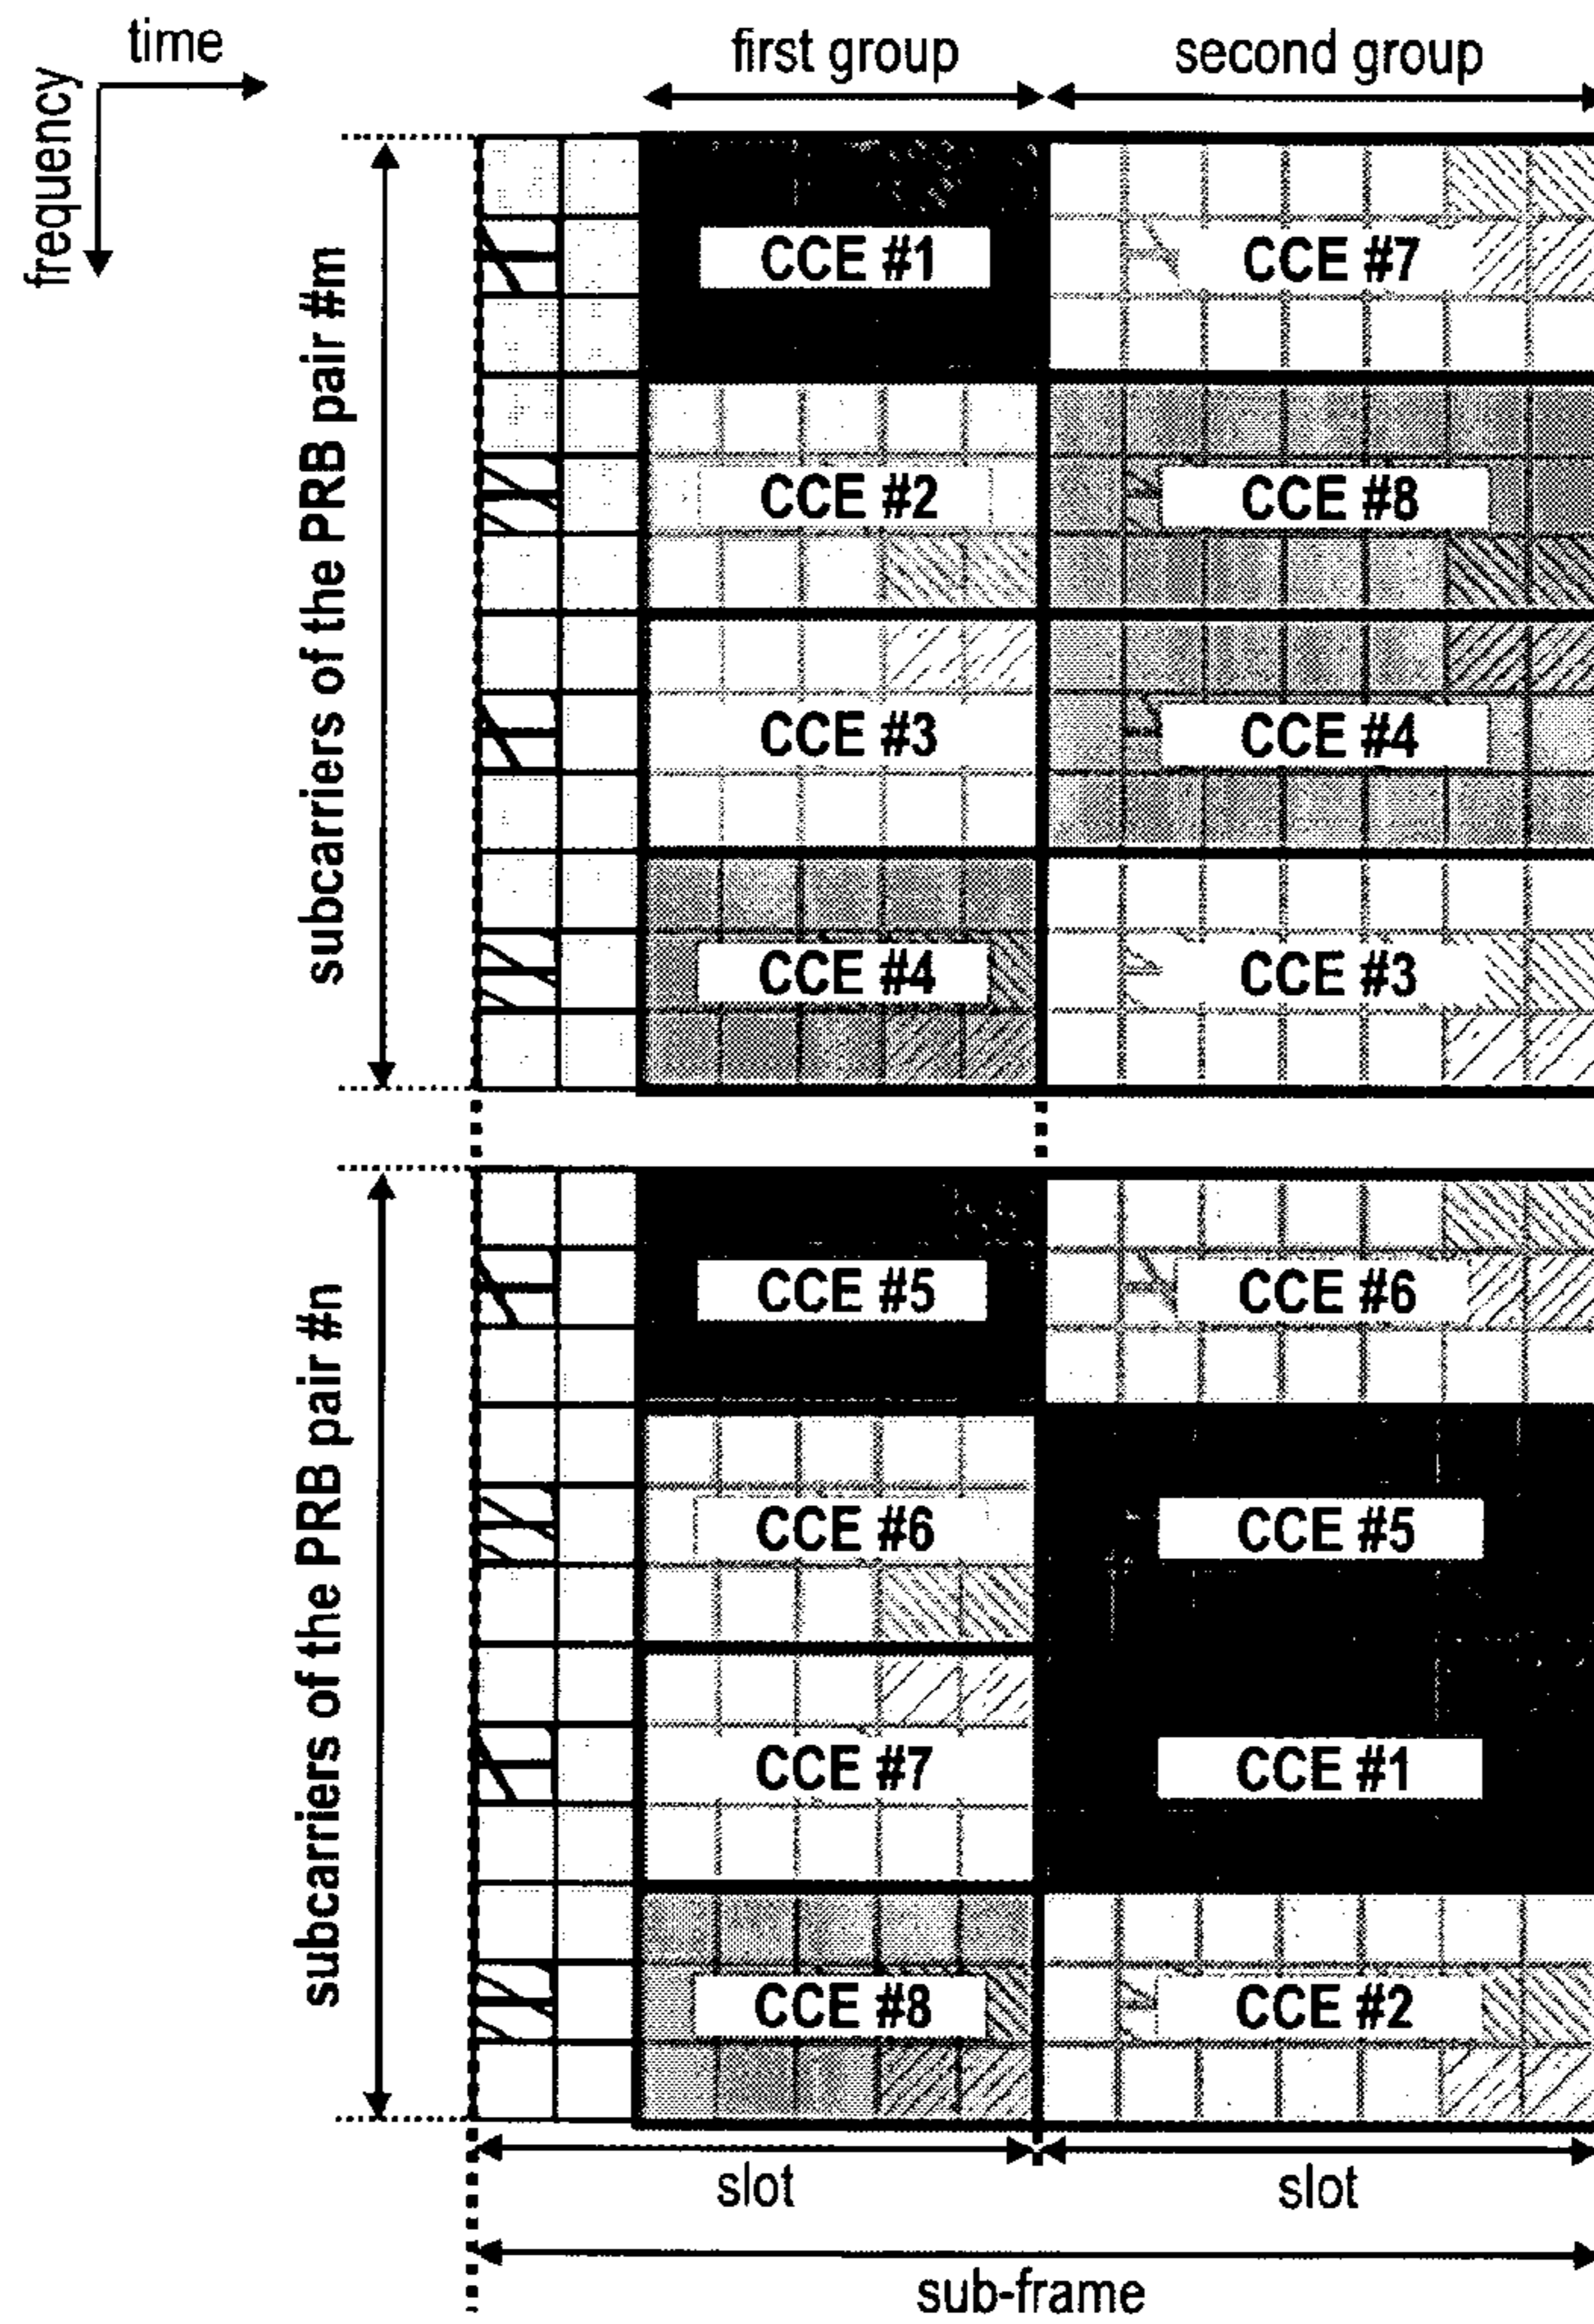 time
frequency
first group
second group
subcarriers of the PRB pair #m
CCE #1
CCE #7
CCE #2
CCE #8
CCE #3
CCE #4
CCE #4
CCE #3
subcarriers of the PRB pair #n
CCE #5
CCE #6
CCE #6
CCE #5
CCE #7
CCE #1
CCE #8
CCE #2
slot
slot
sub-frame